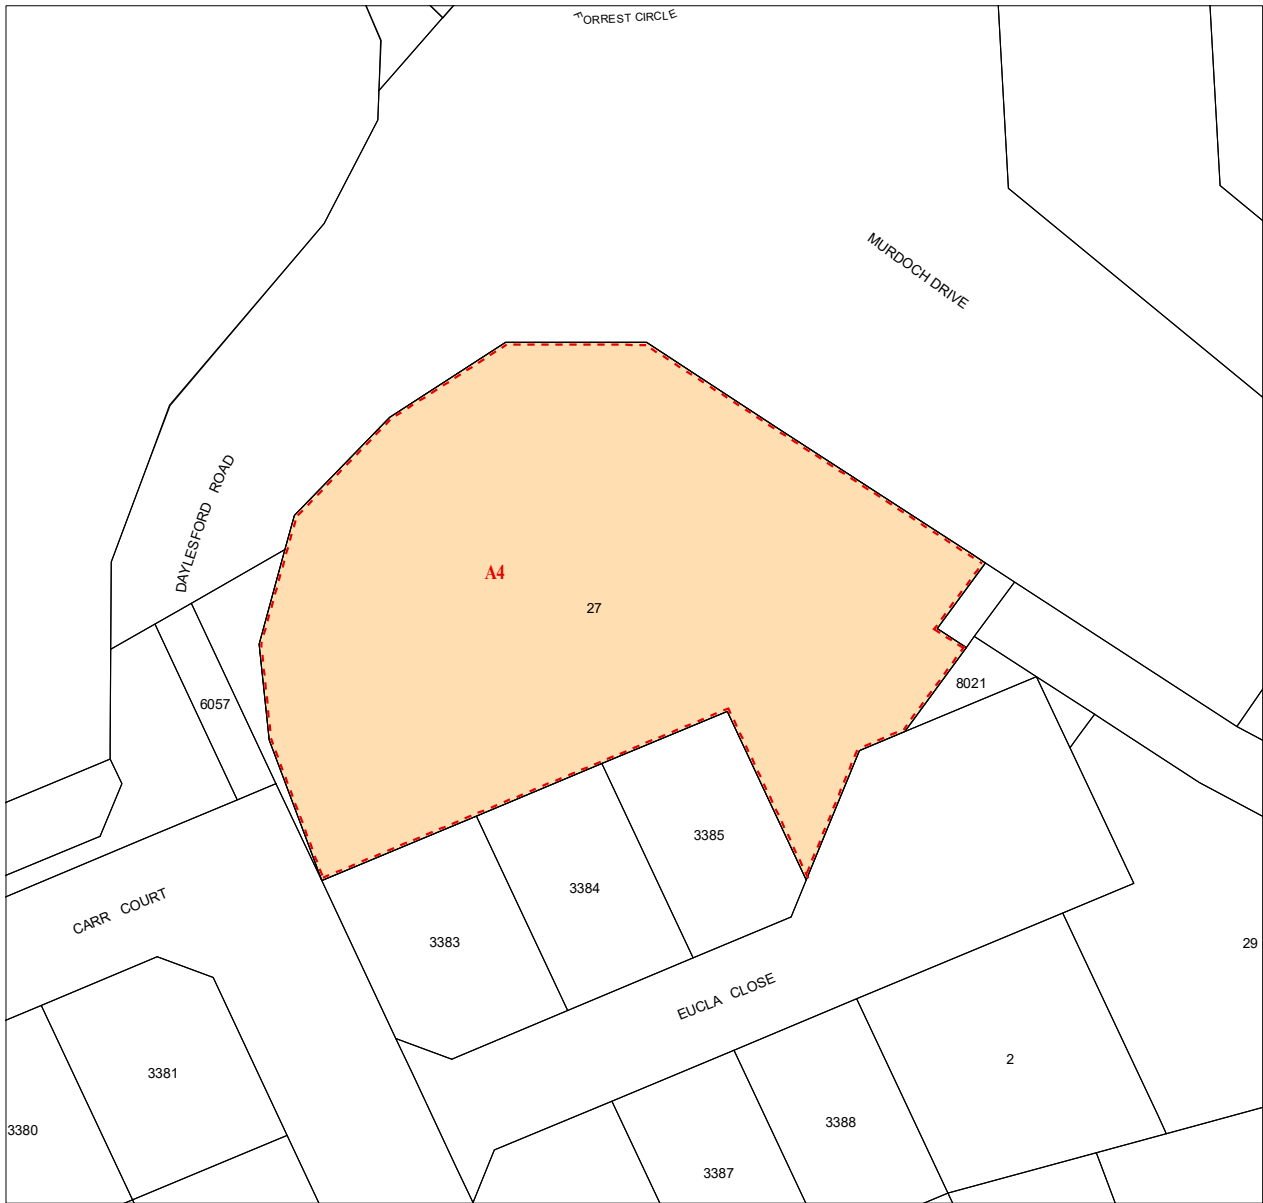 FORREST CIRCLE
MURDOCH DRIVE
DAYLESFORD ROAD
A4
27
8021
6057
3385
3384
3383
CARR COURT
29
EUCLA CLOSE
2
3381
3388
3380
3387